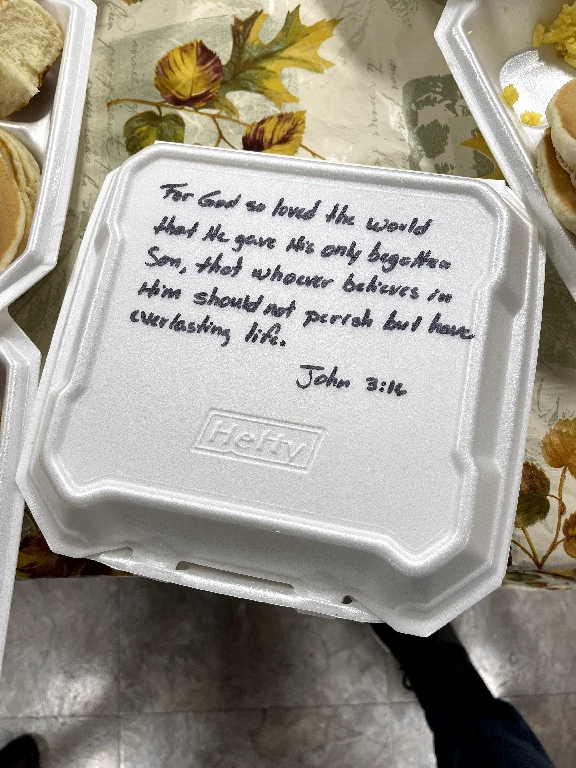 For God so loved the world
that He gave His only begotten
Son, that whoever believes in
Him should not perish but have
everlasting life.
John 3:16
Hefty